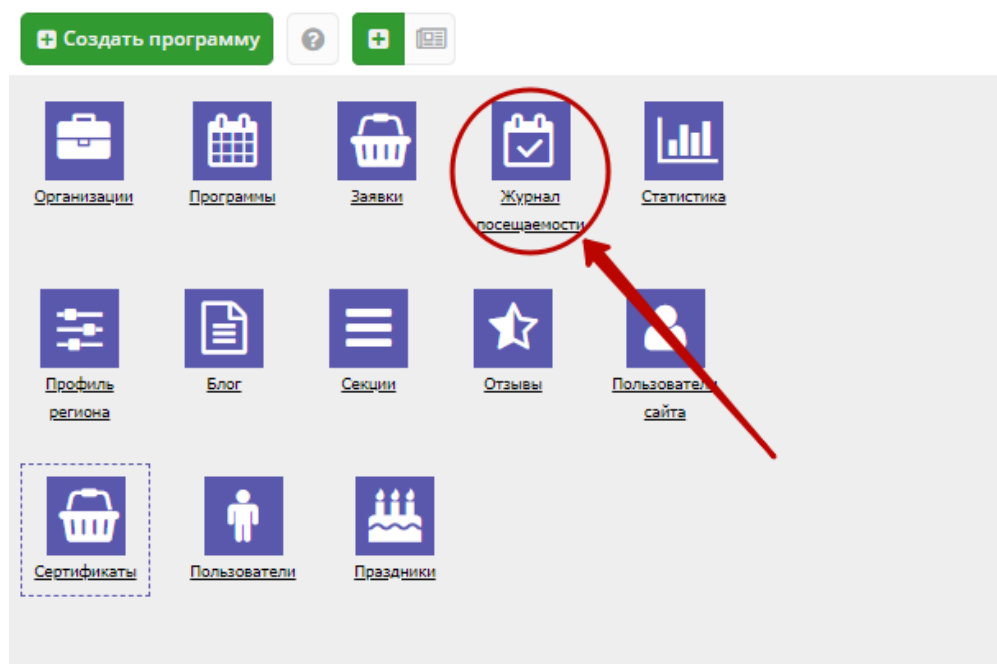 Создать программу
Организации
Программы
Заявки
Журнал
посещаемости
Статистика
Профиль
региона
Блог
Секции
Отзывы
Пользователи
сайта
Сертификаты
Пользователи
Праздники